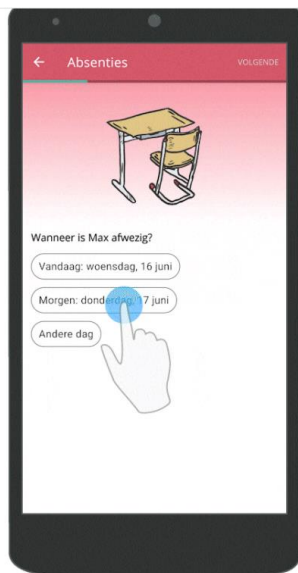 Absenties
VOLGENDE
Wanneer is Max afwezig?
Vandaag: woensdag, 16 juni
Morgen: donderdag, 17 juni
Andere dag